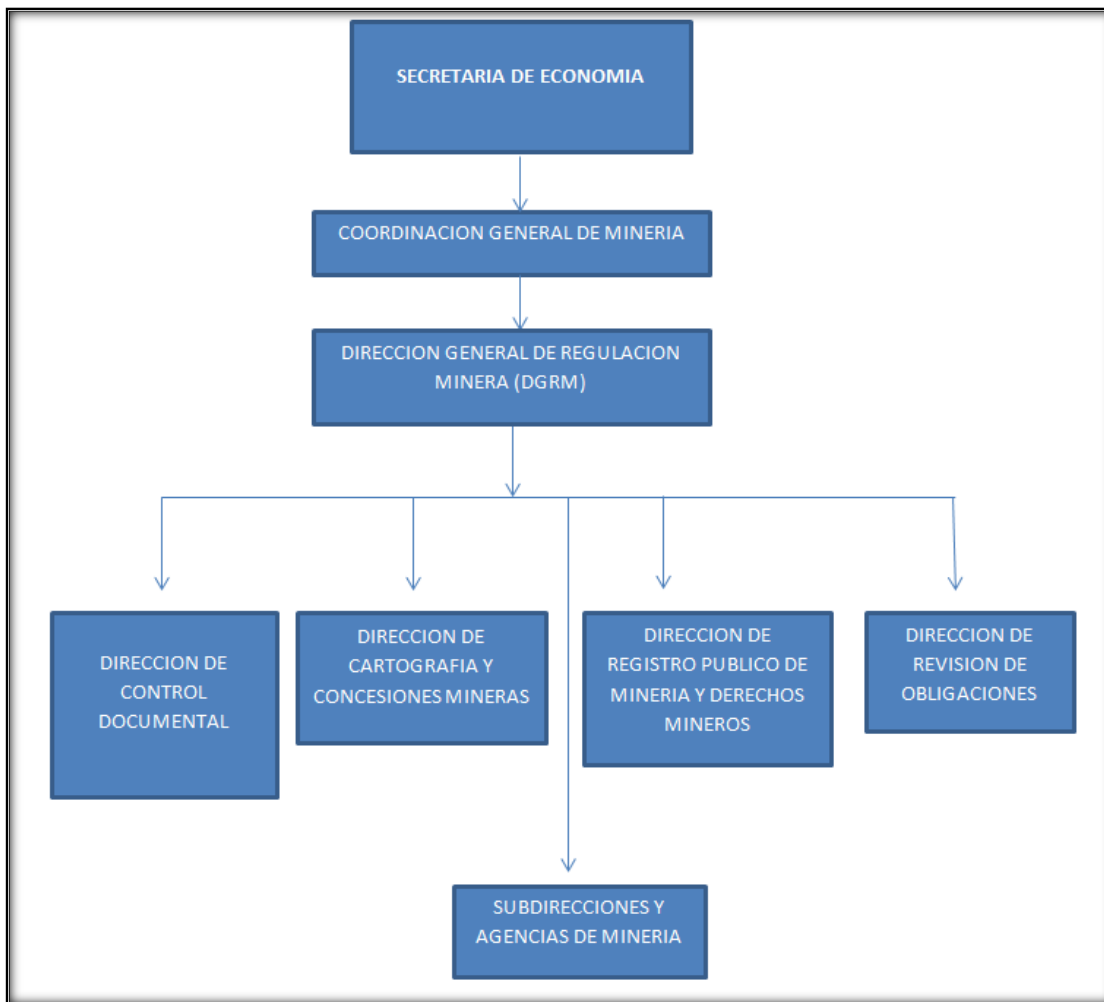 SECRETARIA DE ECONOMIA
COORDINACION GENERAL DE MINERIA
DIRECCION GENERAL DE REGULACION
MINERA (DGRM)
DIRECCION DE
CONTROL
DOCUMENTAL
DIRECCION DE
CARTOGRAFIA Y
CONCESIONES MINERAS
DIRECCION DE
REGISTRO PUBLICO DE
MINERIA Y DERECHOS
MINEROS
DIRECCION DE
REVISION DE
OBLIGACIONES
SUBDIRECCIONES Y
AGENCIAS DE MINERIA